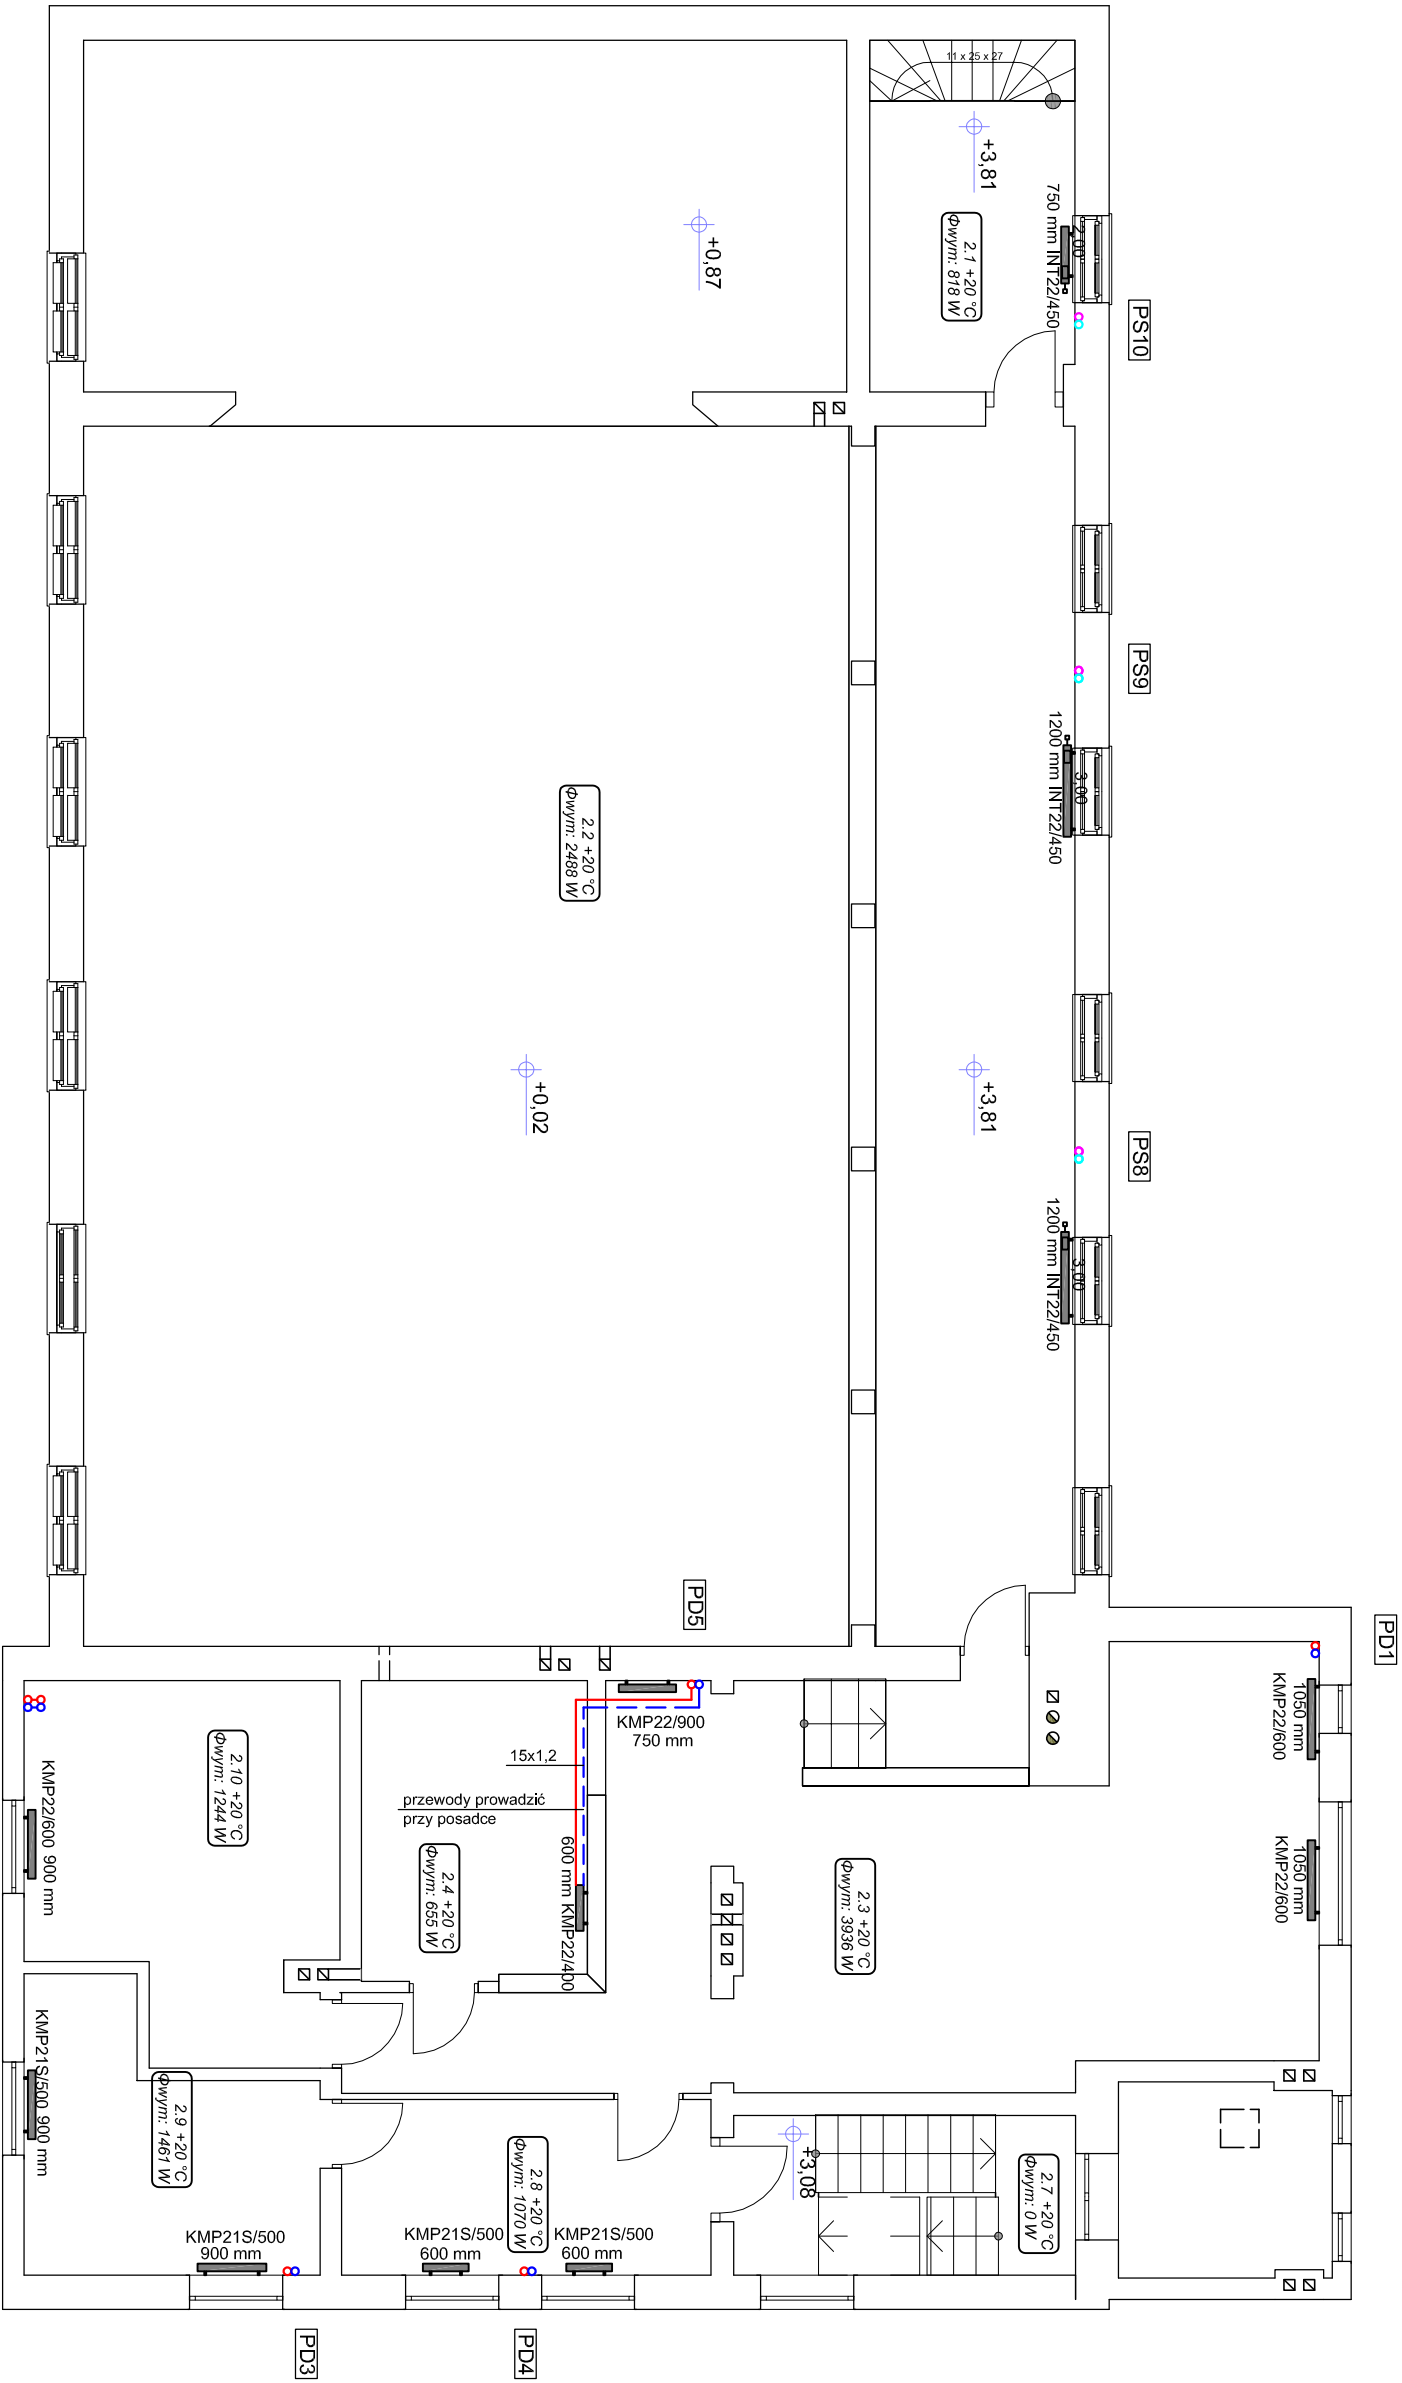 11 x 25 x 27
+3,81
750 mm INT22/450
2,00
2.1 +20 °C
Φwym: 818 W
+0,87
PS10
PS9
1200 mm INT22/450
3,00
2.2 +20 °C
Φwym: 2488 W
+0,02
+3,81
PS8
1200 mm INT22/450
3,00
PD5
PD1
KMP22/900
750 mm
1050 mm
KMP22/600
15x1,2
przewody prowadzić
przy posadce
600 mm KMP22/400
2.10 +20 °C
Φwym: 1244 W
KMP22/600 900 mm
2.4 +20 °C
Φwym: 655 W
2.3 +20 °C
Φwym: 3936 W
1050 mm
KMP22/600
KMP21S/500 900 mm
2.9 +20 °C
Φwym: 1461 W
2.8 +20 °C
Φwym: 1070 W
+3,08
2.7 +20 °C
Φwym: 0 W
KMP21S/500
900 mm
KMP21S/500
600 mm
KMP21S/500
600 mm
PD3
PD4